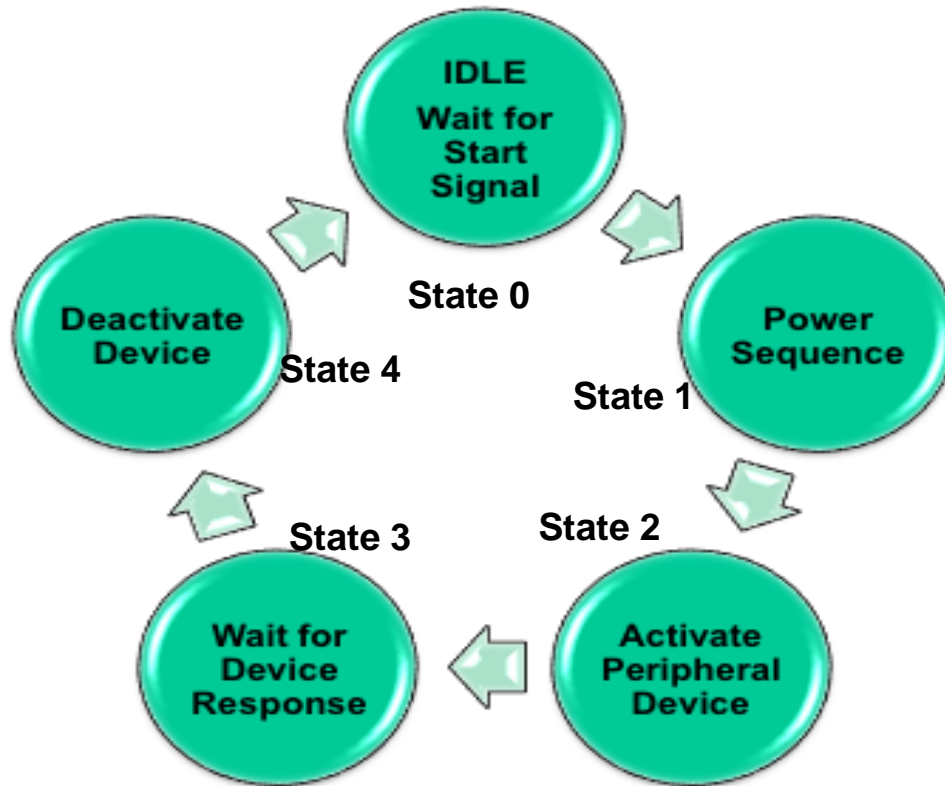 IDLE
Wait for
Start
Signal
State 0
Power
Sequence
State 1
State 2
Activate
Peripheral
Device
State 3
Wait for
Device
Response
Deactivate
Device
State 4